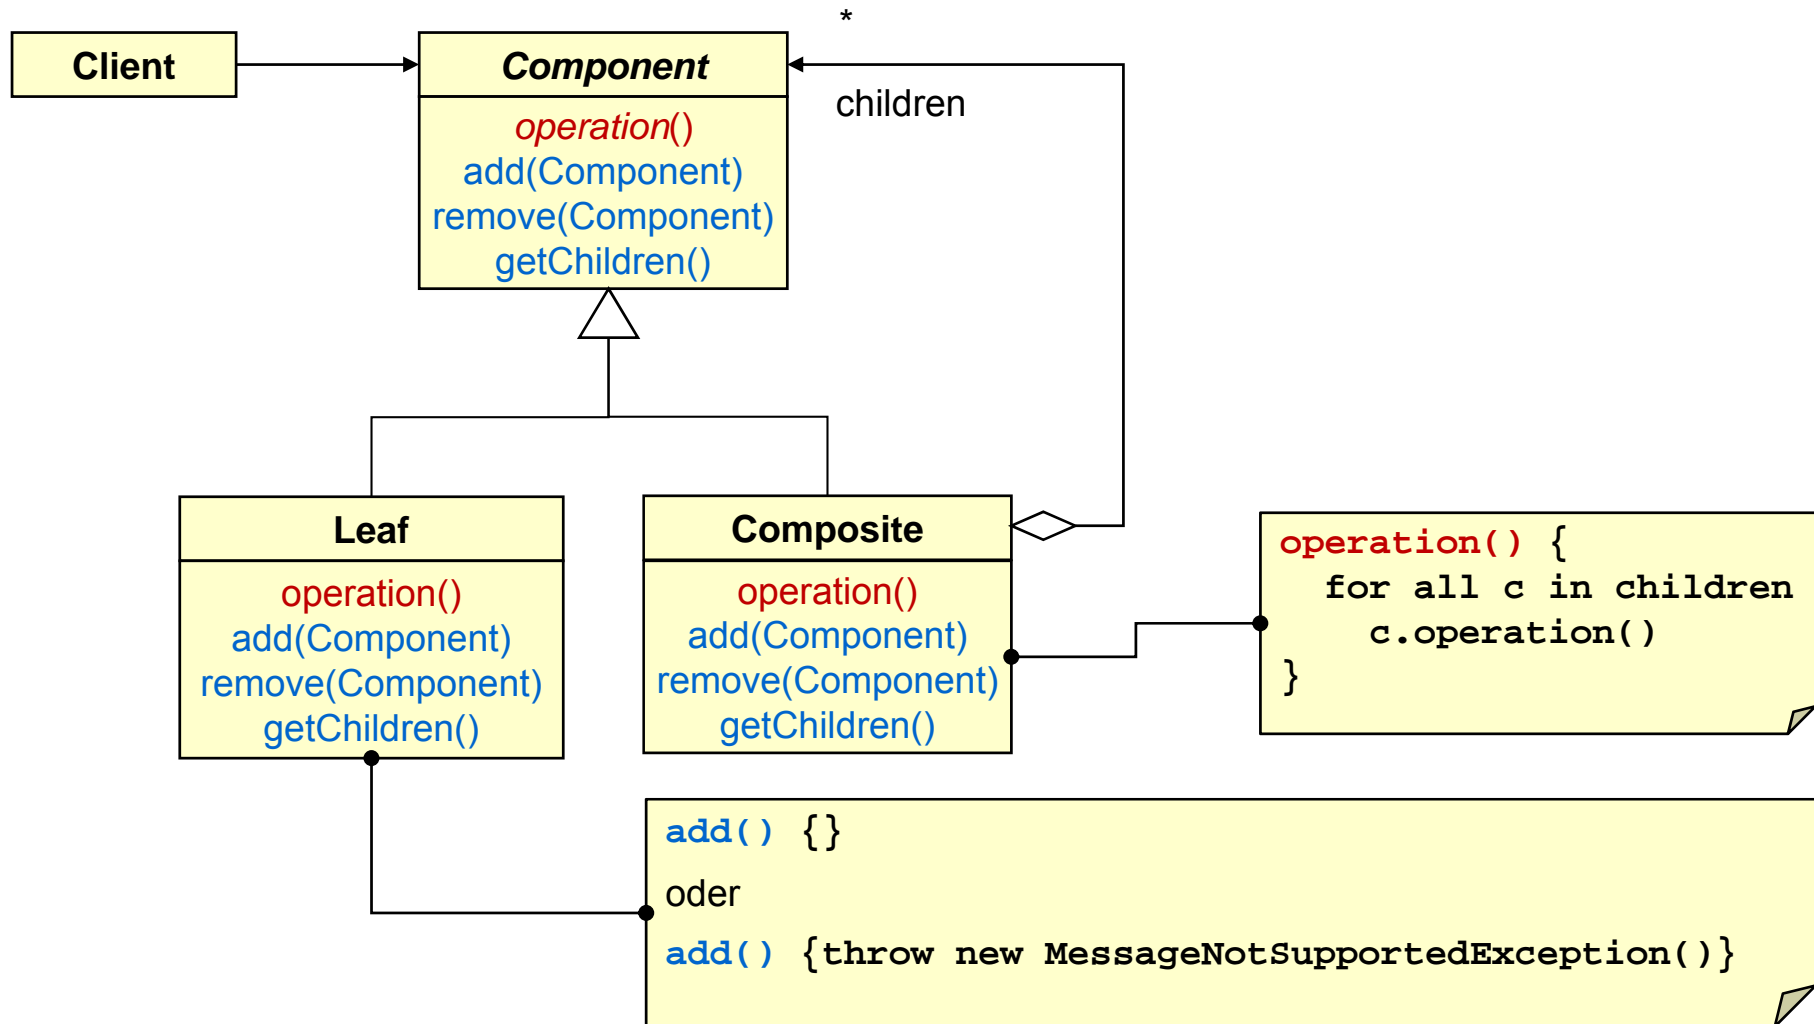 *
Client
Component
children
operation()
add(Component)
remove(Component)
getChildren()
Leaf
operation()
add(Component)
remove(Component)
getChildren()
Composite
operation()
add(Component)
remove(Component)
getChildren()
operation() {
for all c in children
c.operation()
}
add() {}
oder
add() {throw new MessageNotSupportedException()}